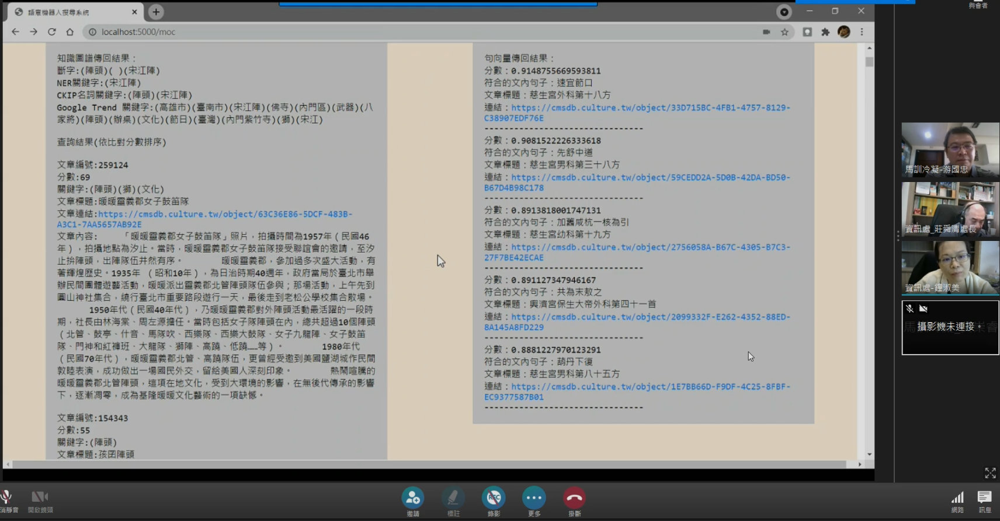 語意機器人搜尋系統
localhost:5000/moc
與會者
知識圖譜傳回結果：
斷字:(陣頭)( )(宋江陣)
NER關鍵字:(宋江陣)
CKIP名詞關鍵字:(陣頭)(宋江陣)
Google Trend 關鍵字:(高雄市)(臺南市)(宋江陣)(佛寺)(內門區)(武器)(八
家將)(陣頭)(辦桌)(文化)(節日)(臺灣)(內門紫竹寺)(獅)(宋江)
查詢結果(依比對分數排序)
文章編號:259124
分數:69
關鍵字:(陣頭)(獅)(文化)
文章標題:暖暖靈義郡女子鼓笛隊
文章連結:https://cmsdb.culture.tw/object/63C36E86-5DCF-483B-
A3C1-7AA5657AB92E
文章內容: 「暖暖靈義郡女子鼓笛隊」照片，拍攝時間為1957年（民國46
年），拍攝地點為汐止。當時，暖暖靈義郡女子鼓笛隊接受聯誼會的邀請，至汐
止拚陣頭，出陣隊伍井然有序。 暖暖靈義郡，參加過多次盛大活動，有
著輝煌歷史。1935年 （昭和10年），為日治時期40週年，政府當局於臺北市舉
辦民間團體遊藝活動，暖暖派出靈義郡北管陣頭隊伍參與；那場活動，上午先到
圓山神社集合，繞行臺北市重要路段遊行一天，最後走到老松公學校集合散場。
1950年代（民國40年代），乃暖暖靈義郡對外陣頭活動最活躍的一段時
期，社長由林海棠、周左源擔任。當時包括女子隊陣頭在內，總共超過10個陣頭
（北管、鼓亭、什音、馬隊吹、西樂隊、西樂大鼓隊、女子九龍陣、女子鼓笛
隊、門神和紅褲班、大龍隊、獅陣、高蹺、低蹺……等）。 1980年代
（民國70年代），暖暖靈義郡北管、高蹺隊伍，更曾經受邀到美國鹽湖城作民間
敦睦表演，成功做出一場國民外交，留給美國人深刻印象。 熱鬧喧騰的
暖暖靈義郡北管陣頭，這項在地文化，受到大環境的影響，在無後代傳承的影響
下，逐漸凋零，成為基隆暖暖文化藝術的一項缺憾。
文章編號:154343
分數:55
關鍵字:(陣頭)
文章標題:孩囝陣頭
句向量傳回結果：
分數：0.9148755669593811
符合的文內句子：速宜節口
文章標題：慈生宮外科第十八方
連結：https://cmsdb.culture.tw/object/33D715BC-4FB1-4757-8129-
C38907EDF76E
-------------------------------
分數：0.9081522226333618
符合的文內句子：先舒中道
文章標題：慈生宮男科第三十八方
連結：https://cmsdb.culture.tw/object/59CEDD2A-5D0B-42DA-BD50-
B67D4B98C178
-------------------------------
分數：0.8913818001747131
符合的文內句子：加舊咸杭一核為引
文章標題：慈生宮幼科第十九方
連結：https://cmsdb.culture.tw/object/2756058A-B67C-4305-B7C3-
27F7BE42ECAE
-------------------------------
分數：0.891127347946167
符合的文內句子：共為末敖之
文章標題：興濟宮保生大帝外科第四十一首
連結：https://cmsdb.culture.tw/object/2099332F-E262-4352-88ED-
8A145A8FD229
-------------------------------
分數：0.8881227970123291
符合的文內句子：葫丹下復
文章標題：慈生宮男科第八十五方
連結：https://cmsdb.culture.tw/object/1E7BB66D-F9DF-4C25-8FBF-
EC9377587B01
-------------------------------
馬訓冷凝-游國忠
資訊處_莊舜清處長
資訊處-鐘淑美
攝影機未連接。
消靜音
開啟鏡頭
邀請
標註
REC
錄影
更多
掛斷
網路
訊息